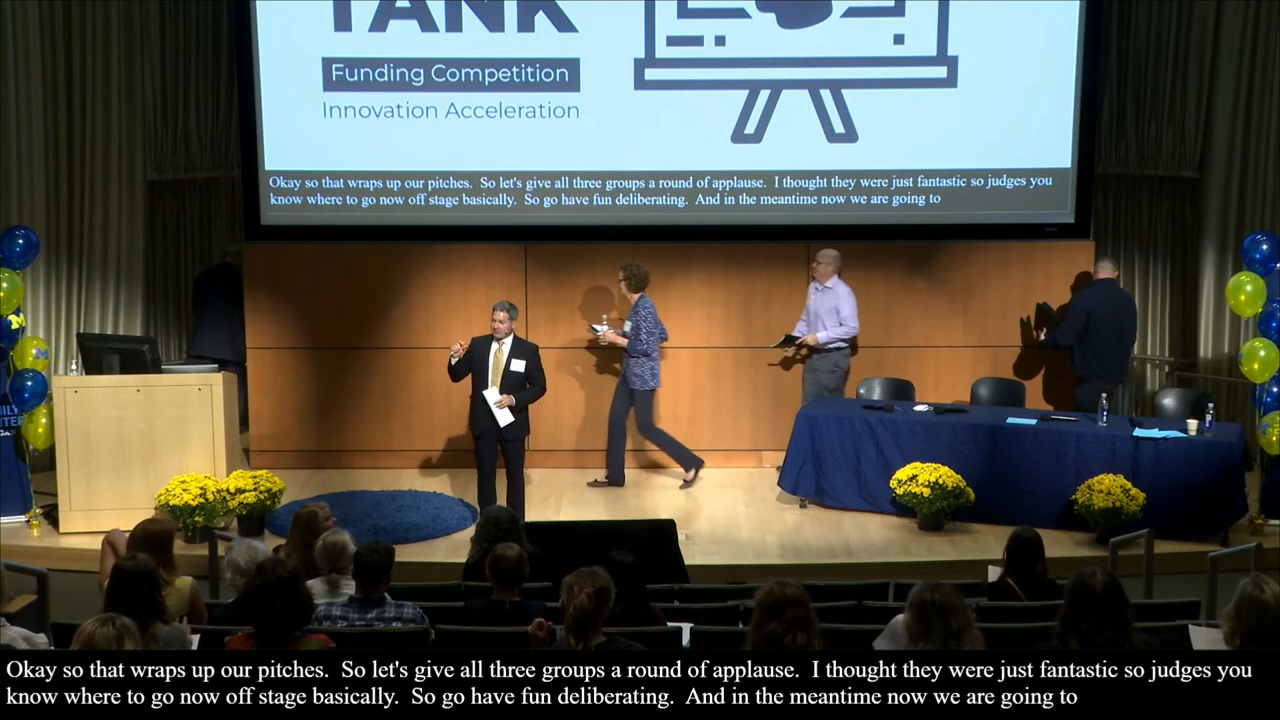 TANK
Funding Competition
Innovation Acceleration
Okay so that wraps up our pitches.  So let's give all three groups a round of applause.  I thought they were just fantastic so judges you
know where to go now off stage basically.  So go have fun deliberating.  And in the meantime now we are going to
M
M
Okay so that wraps up our pitches.  So let's give all three groups a round of applause.  I thought they were just fantastic so judges you
know where to go now off stage basically.  So go have fun deliberating.  And in the meantime now we are going to